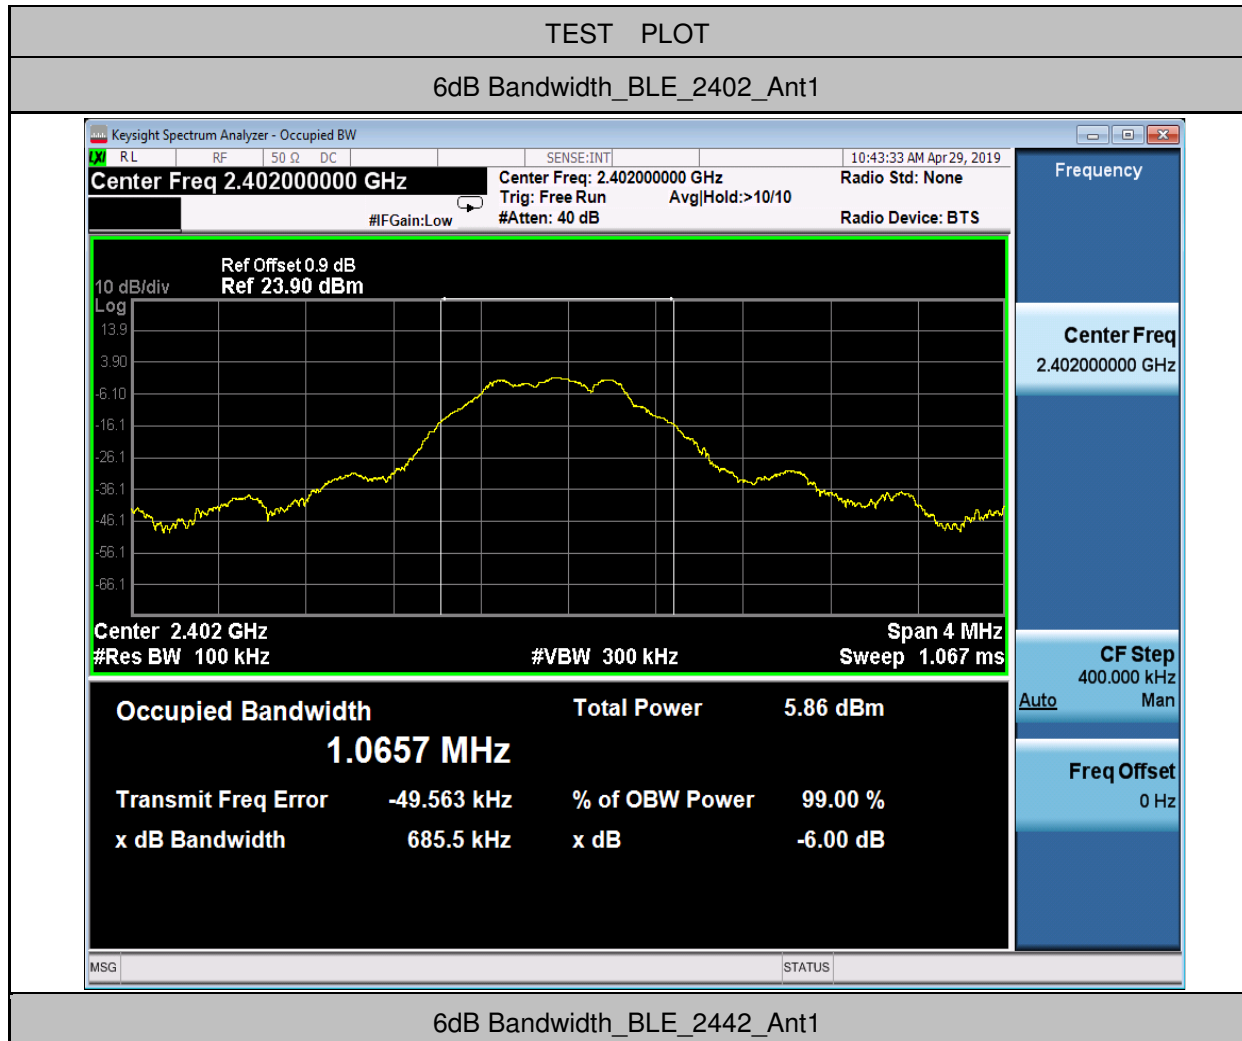 TEST PLOT
6dB Bandwidth_BLE_2402_Ant1
Keysight Spectrum Analyzer - Occupied BW
LXI RL RF 50 Ω DC SENSE:INT 10:43:33 AM Apr 29, 2019
Center Freq 2.402000000 GHz
Center Freq: 2.402000000 GHz Radio Std: None
Trig: Free Run Avg|Hold:>10/10
#IFGain:Low #Atten: 40 dB Radio Device: BTS
Ref Offset 0.9 dB
10 dB/div Ref 23.90 dBm
Log
13.9
3.90
-6.10
-16.1
-26.1
-36.1
-46.1
-56.1
-66.1
Center 2.402 GHz Span 4 MHz
#Res BW 100 kHz #VBW 300 kHz Sweep 1.067 ms
Occupied Bandwidth Total Power 5.86 dBm
1.0657 MHz
Transmit Freq Error -49.563 kHz % of OBW Power 99.00 %
x dB Bandwidth 685.5 kHz x dB -6.00 dB
Frequency
Center Freq
2.402000000 GHz
CF Step
400.000 kHz
Auto Man
Freq Offset
0 Hz
MSG STATUS
6dB Bandwidth_BLE_2442_Ant1